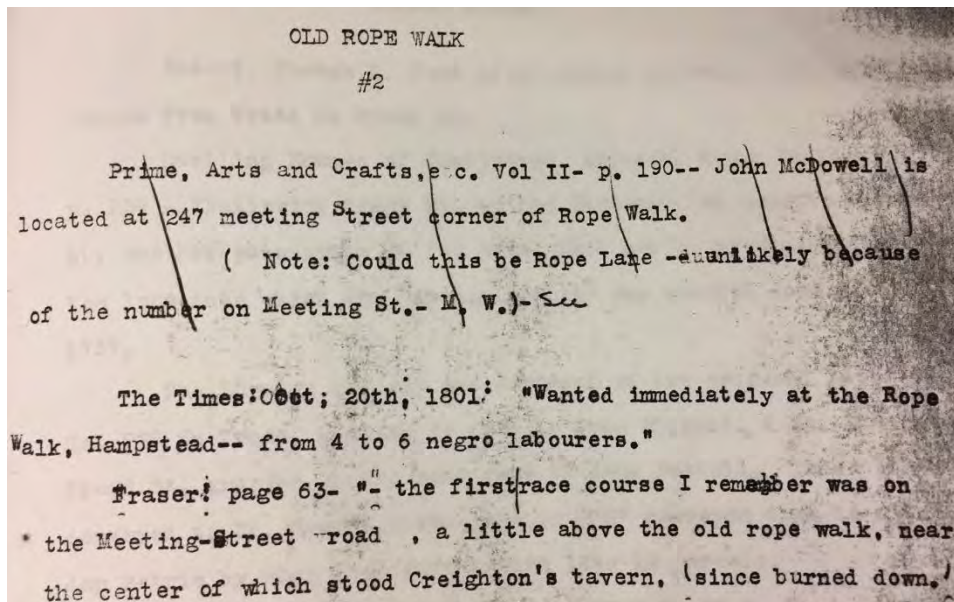 OLD ROPE WALK
#2
Prime, Arts and Crafts, e c. Vol II- p. 190-- John McDowell is
located at 247 meeting Street corner of Rope Walk.
( Note: Could this be Rope Lane - unlikely because
of the number on Meeting St.- M. W.)- See
The Times: Oct; 20th, 1801: "Wanted immediately at the Rope
Walk, Hampstead-- from 4 to 6 negro labourers."
Fraser: page 63- "- the first race course I remember was on
the Meeting-Street road , a little above the old rope walk, near
the center of which stood Creighton's tavern, (since burned down.)